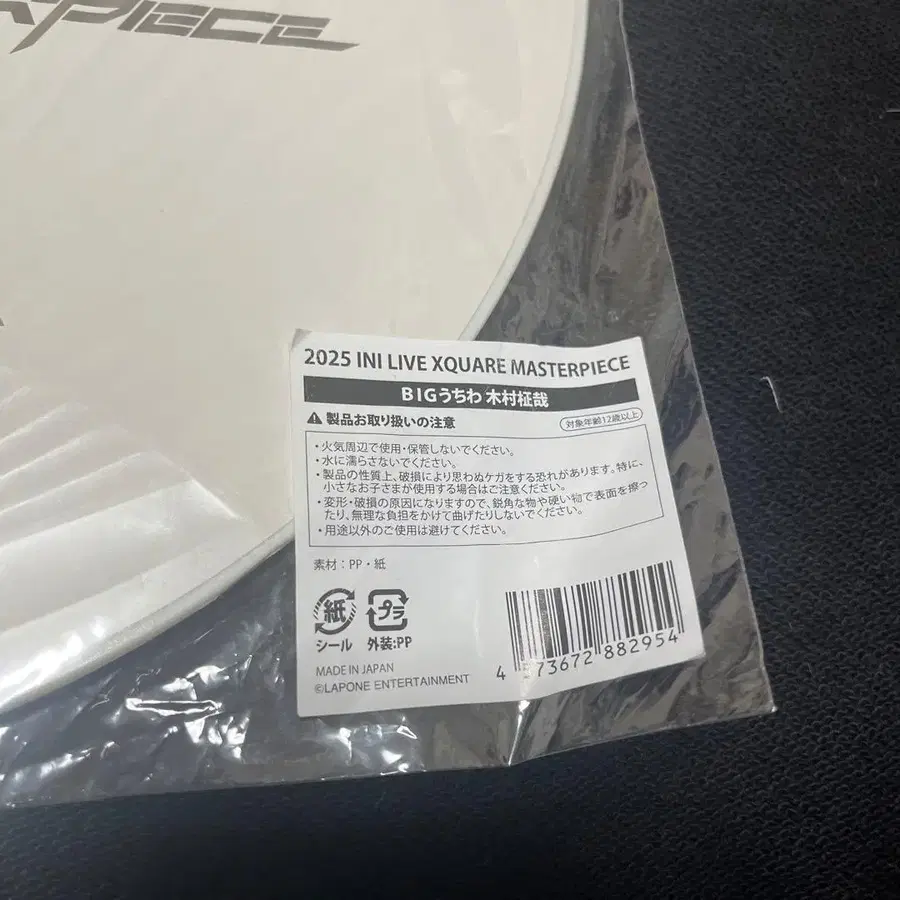 PIECE
2025 INI LIVE XQUARE MASTERPIECE
BIGうちわ 木村柾哉
製品お取り扱いの注意
対象年齢12歳以上
・火気周辺で使用・保管しないでください。
・水に濡らさないでください。
・製品の性質上、破損により思わぬケガをする恐れがあります。特に、
小さなお子さまが使用する場合はご注意ください。
・変形・破損の原因になりますので、鋭角な物や硬い物で表面を擦っ
たり、無理な負担をかけて曲げたりしないでください。
・用途以外のご使用は避けてください。
素材：PP・紙
紙 プラ
シール 外装:PP
MADE IN JAPAN
©LAPONE ENTERTAINMENT
4 573672 882954